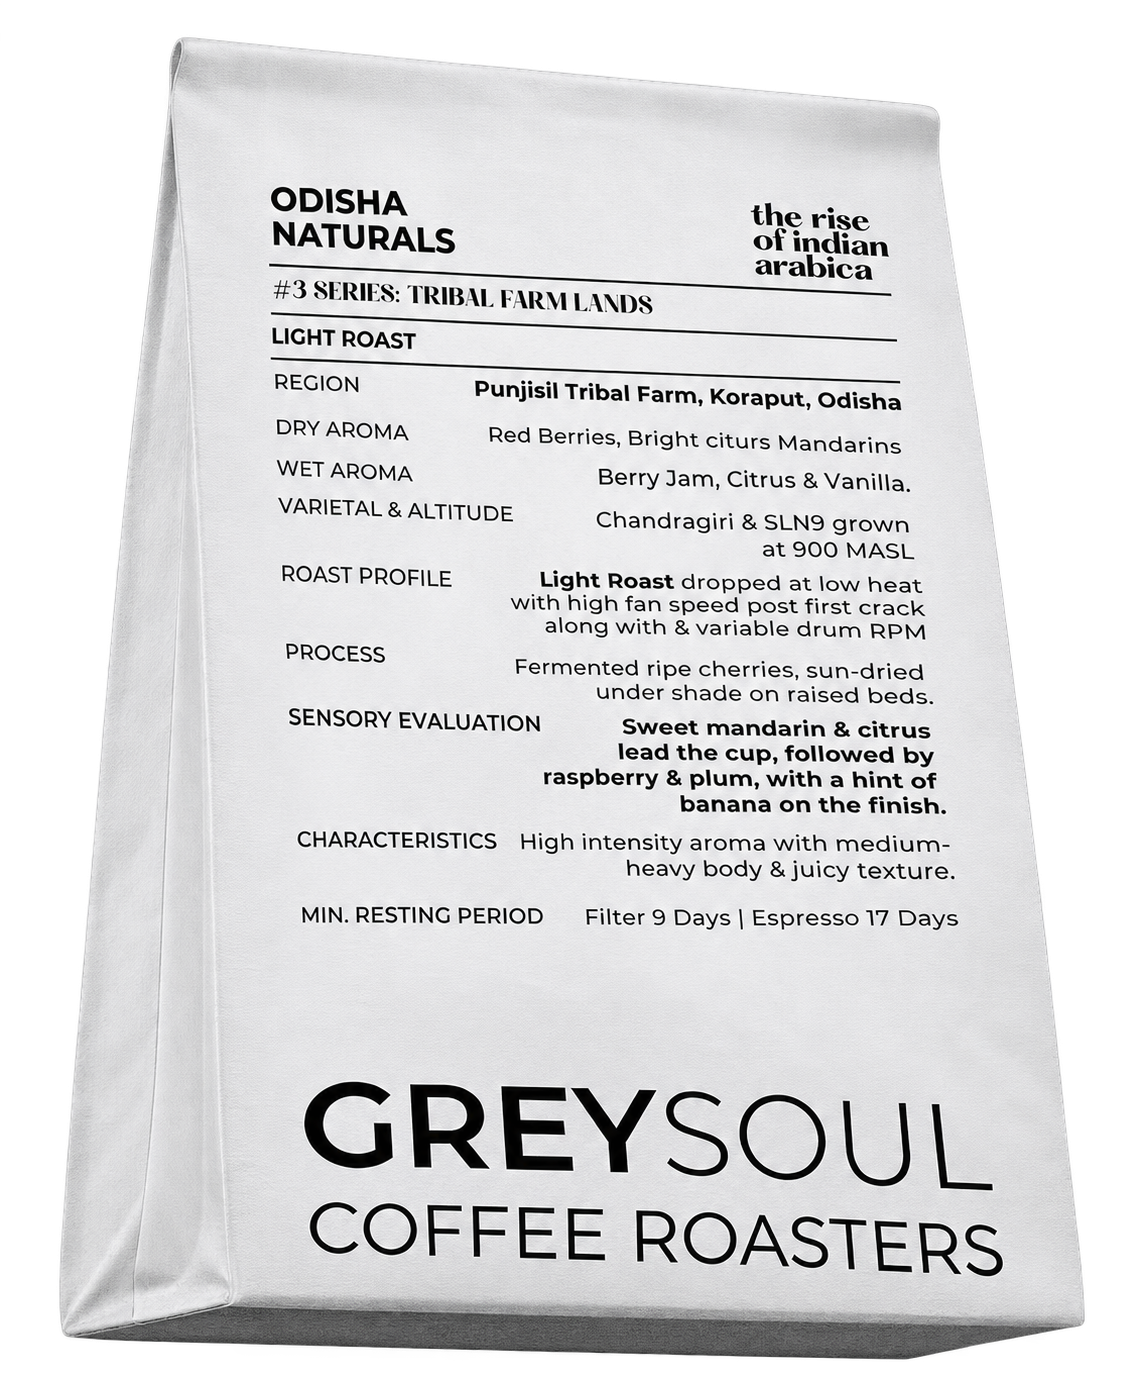 ODISHA
NATURALS
the rise
of indian
arabica
#3 SERIES: TRIBAL FARM LANDS
LIGHT ROAST
REGION Punjisil Tribal Farm, Koraput, Odisha
DRY AROMA Red Berries, Bright citurs Mandarins
WET AROMA Berry Jam, Citrus & Vanilla.
VARIETAL & ALTITUDE Chandragiri & SLN9 grown
at 900 MASL
ROAST PROFILE Light Roast dropped at low heat
with high fan speed post first crack
along with & variable drum RPM
PROCESS Fermented ripe cherries, sun-dried
under shade on raised beds.
SENSORY EVALUATION Sweet mandarin & citrus
lead the cup, followed by
raspberry & plum, with a hint of
banana on the finish.
CHARACTERISTICS High intensity aroma with medium-
heavy body & juicy texture.
MIN. RESTING PERIOD Filter 9 Days | Espresso 17 Days
GREYSOUL
COFFEE ROASTERS